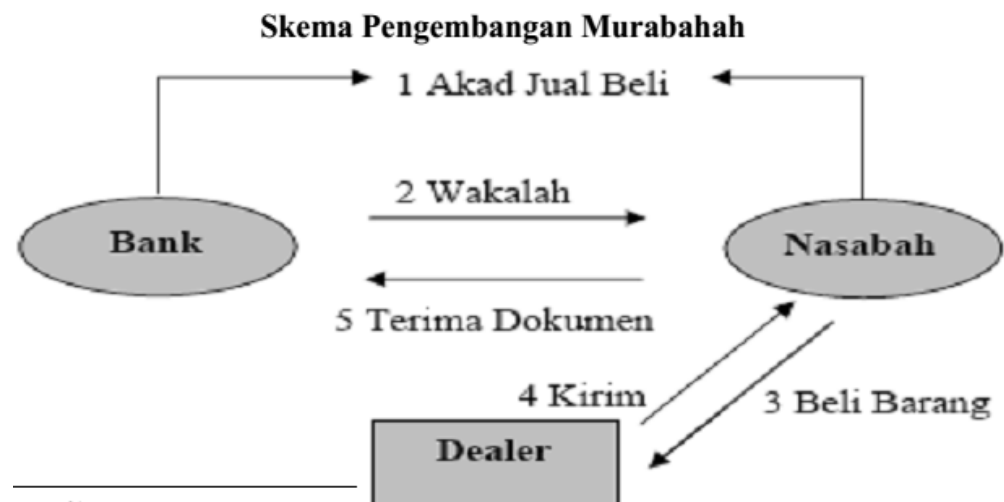 Skema Pengembangan Murabahah
1 Akad Jual Beli
2 Wakalah
Bank
Nasabah
5 Terima Dokumen
4 Kirim
3 Beli Barang
Dealer